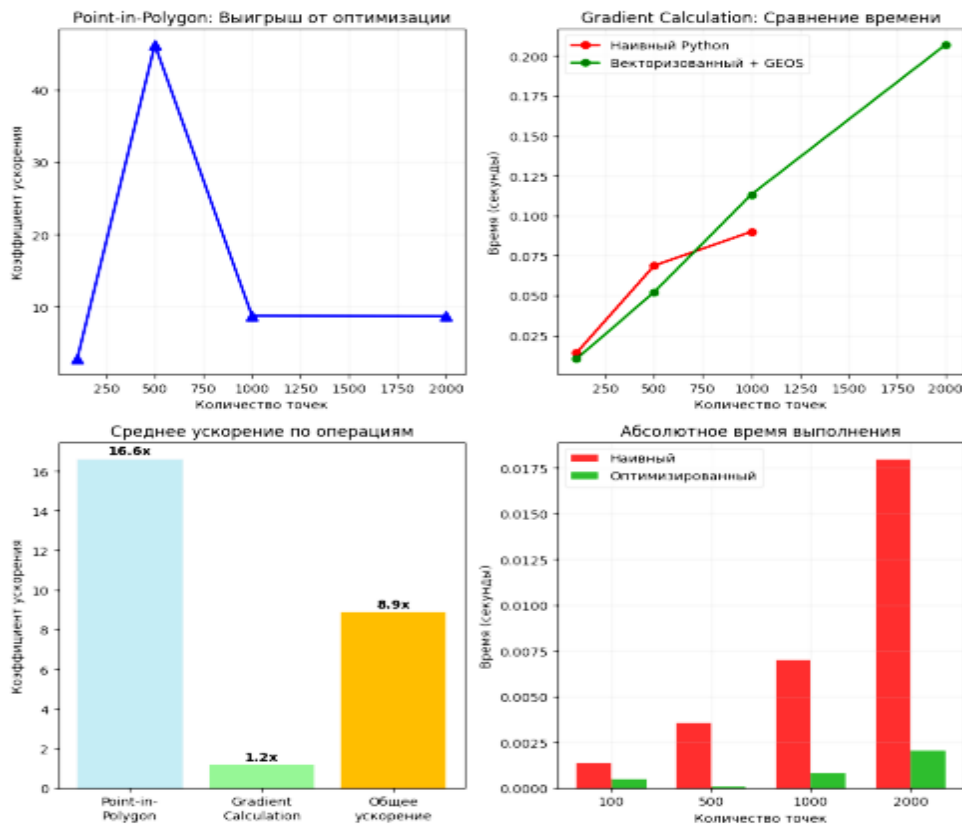 Point-in-Polygon: Выигрыш от оптимизации
Коэффициент ускорения
40
30
20
10
250 500 750 1000 1250 1500 1750 2000
Количество точек
Gradient Calculation: Сравнение времени
Наивный Python
Векторизованный + GEOS
Время (секунды)
0.200
0.175
0.150
0.125
0.100
0.075
0.050
0.025
250 500 750 1000 1250 1500 1750 2000
Количество точек
Среднее ускорение по операциям
Коэффициент ускорения
16
14
12
10
8
6
4
2
0
16.6x
1.2x
8.9x
Point-in-
Polygon
Gradient
Calculation
Общее
ускорение
Абсолютное время выполнения
Наивный
Оптимизированный
Время (секунды)
0.0175
0.0150
0.0125
0.0100
0.0075
0.0050
0.0025
0.0000
100 500 1000 2000
Количество точек